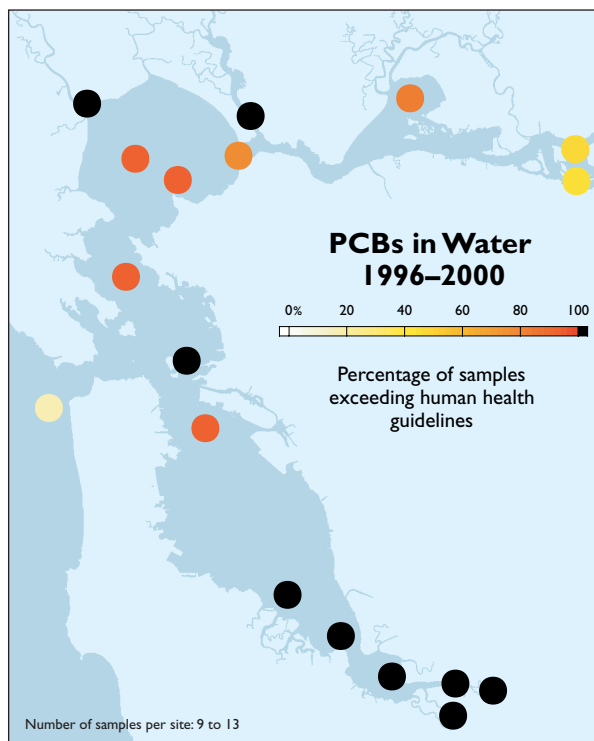 PCBs in Water
1996–2000
0% 20 40 60 80 100
Percentage of samples
exceeding human health
guidelines
Number of samples per site: 9 to 13